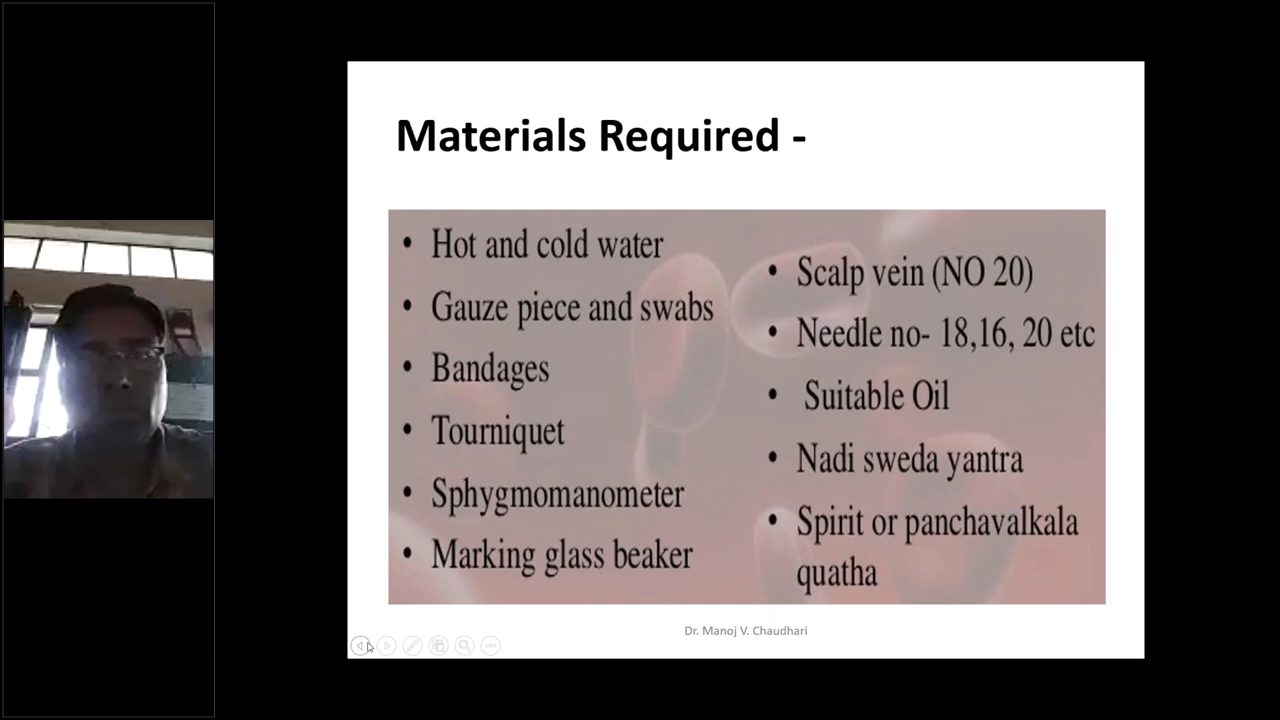 Materials Required -
• Hot and cold water
• Gauze piece and swabs
• Bandages
• Tourniquet
• Sphygmomanometer
• Marking glass beaker
• Scalp vein (NO 20)
• Needle no- 18,16, 20 etc
• Suitable Oil
• Nadi sweda yantra
• Spirit or panchavalkala
quatha
Dr. Manoj V. Chaudhari